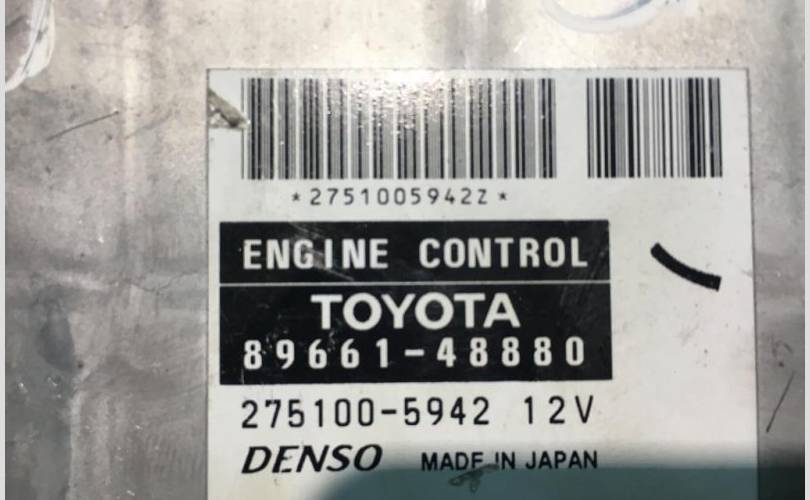 *2751005942Z*
ENGINE CONTROL
TOYOTA
89661-48880
275100-5942 12V
DENSO MADE IN JAPAN